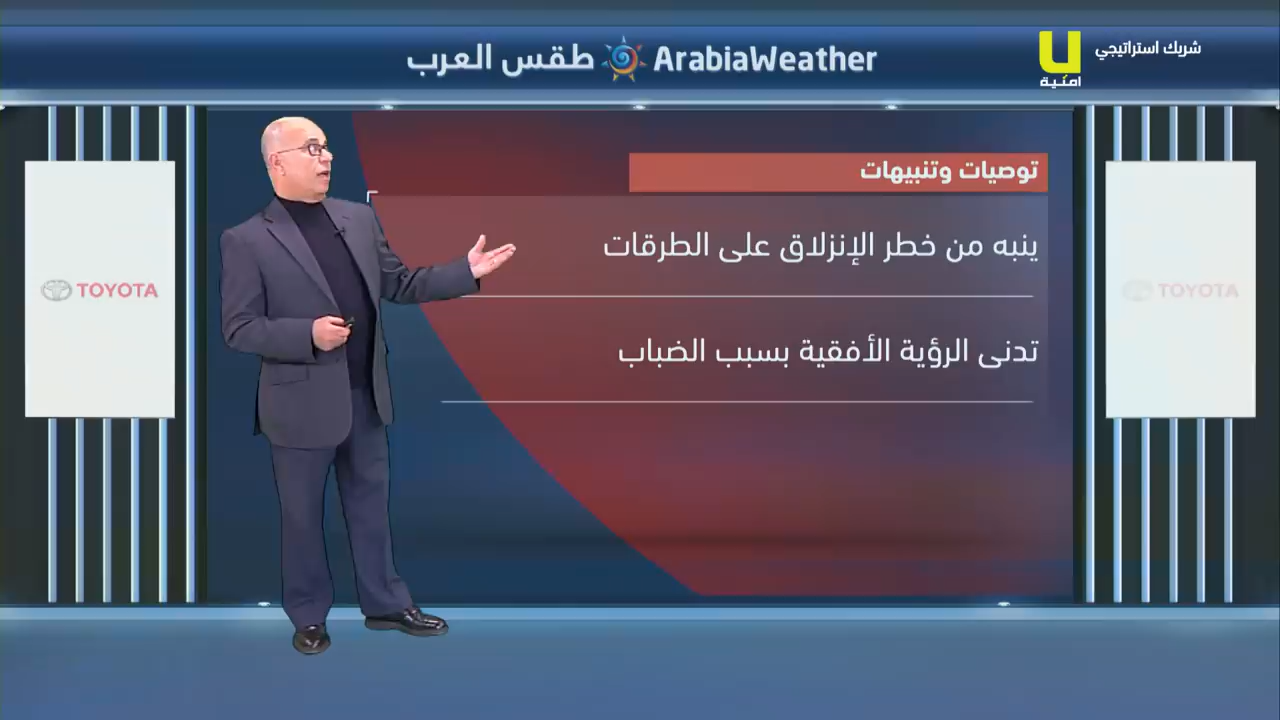 شريك استراتيجي
أمنية
ArabiaWeather طقس العرب
توصيات وتنبيهات
ينبه من خطر الإنزلاق على الطرقات
تدنى الرؤية الأفقية بسبب الضباب
TOYOTA
TOYOTA